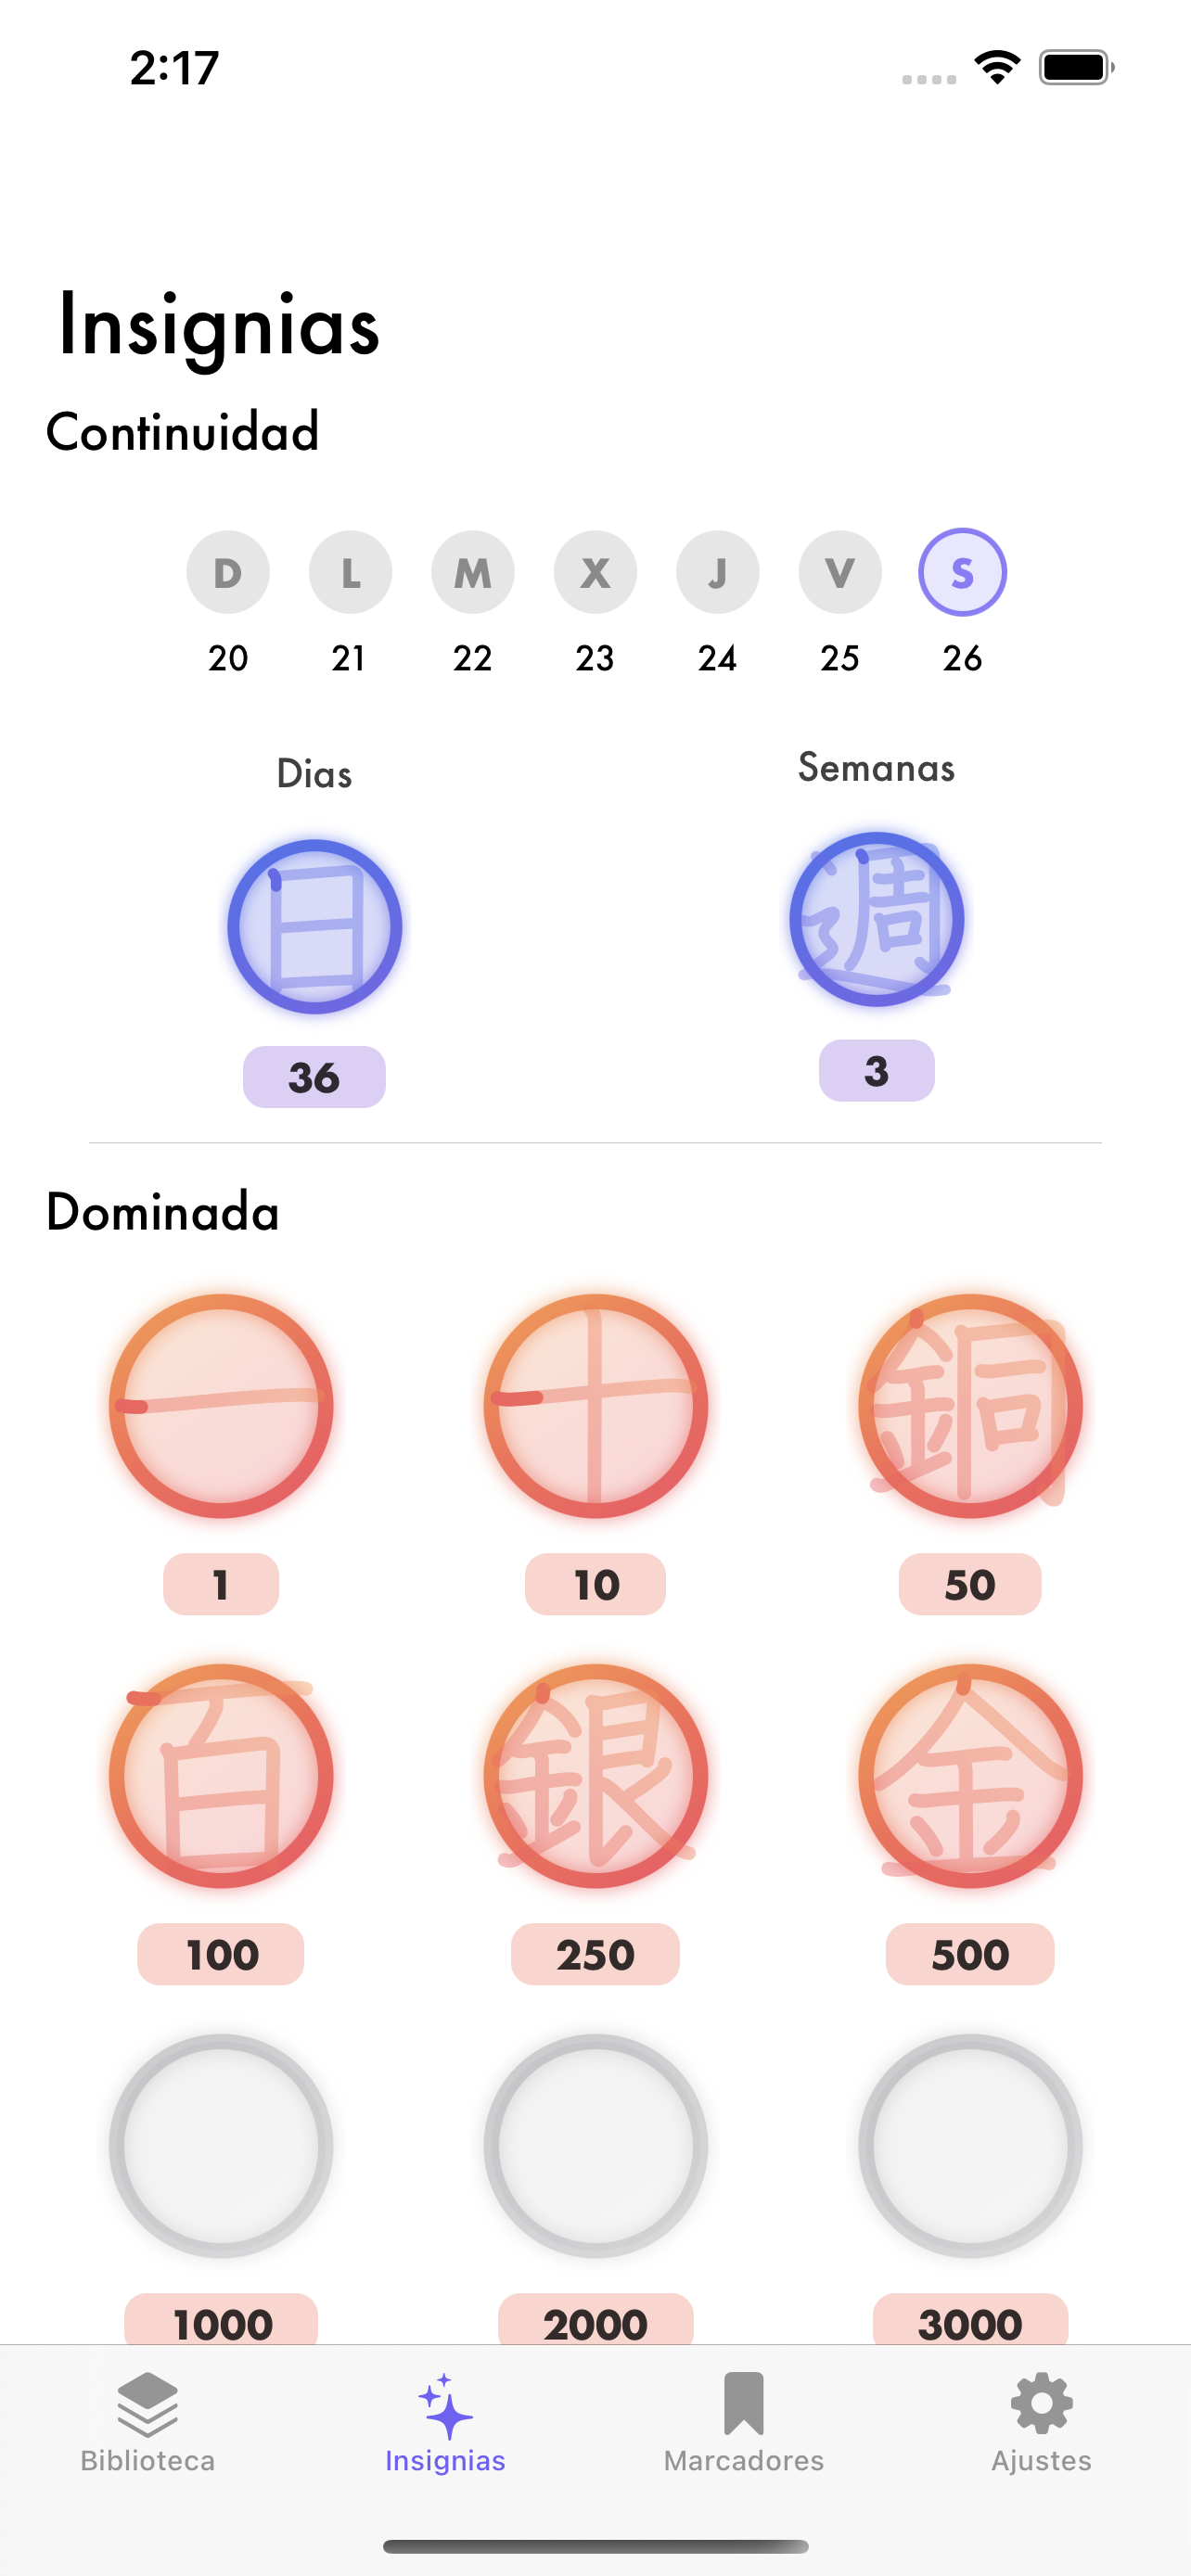 2:17
Insignias
Continuidad
D L M X J V S
20 21 22 23 24 25 26
Dias Semanas
日 週
36 3
Dominada
一 十 銅
1 10 50
百 銀 金
100 250 500
1000 2000 3000
Biblioteca Insignias Marcadores Ajustes